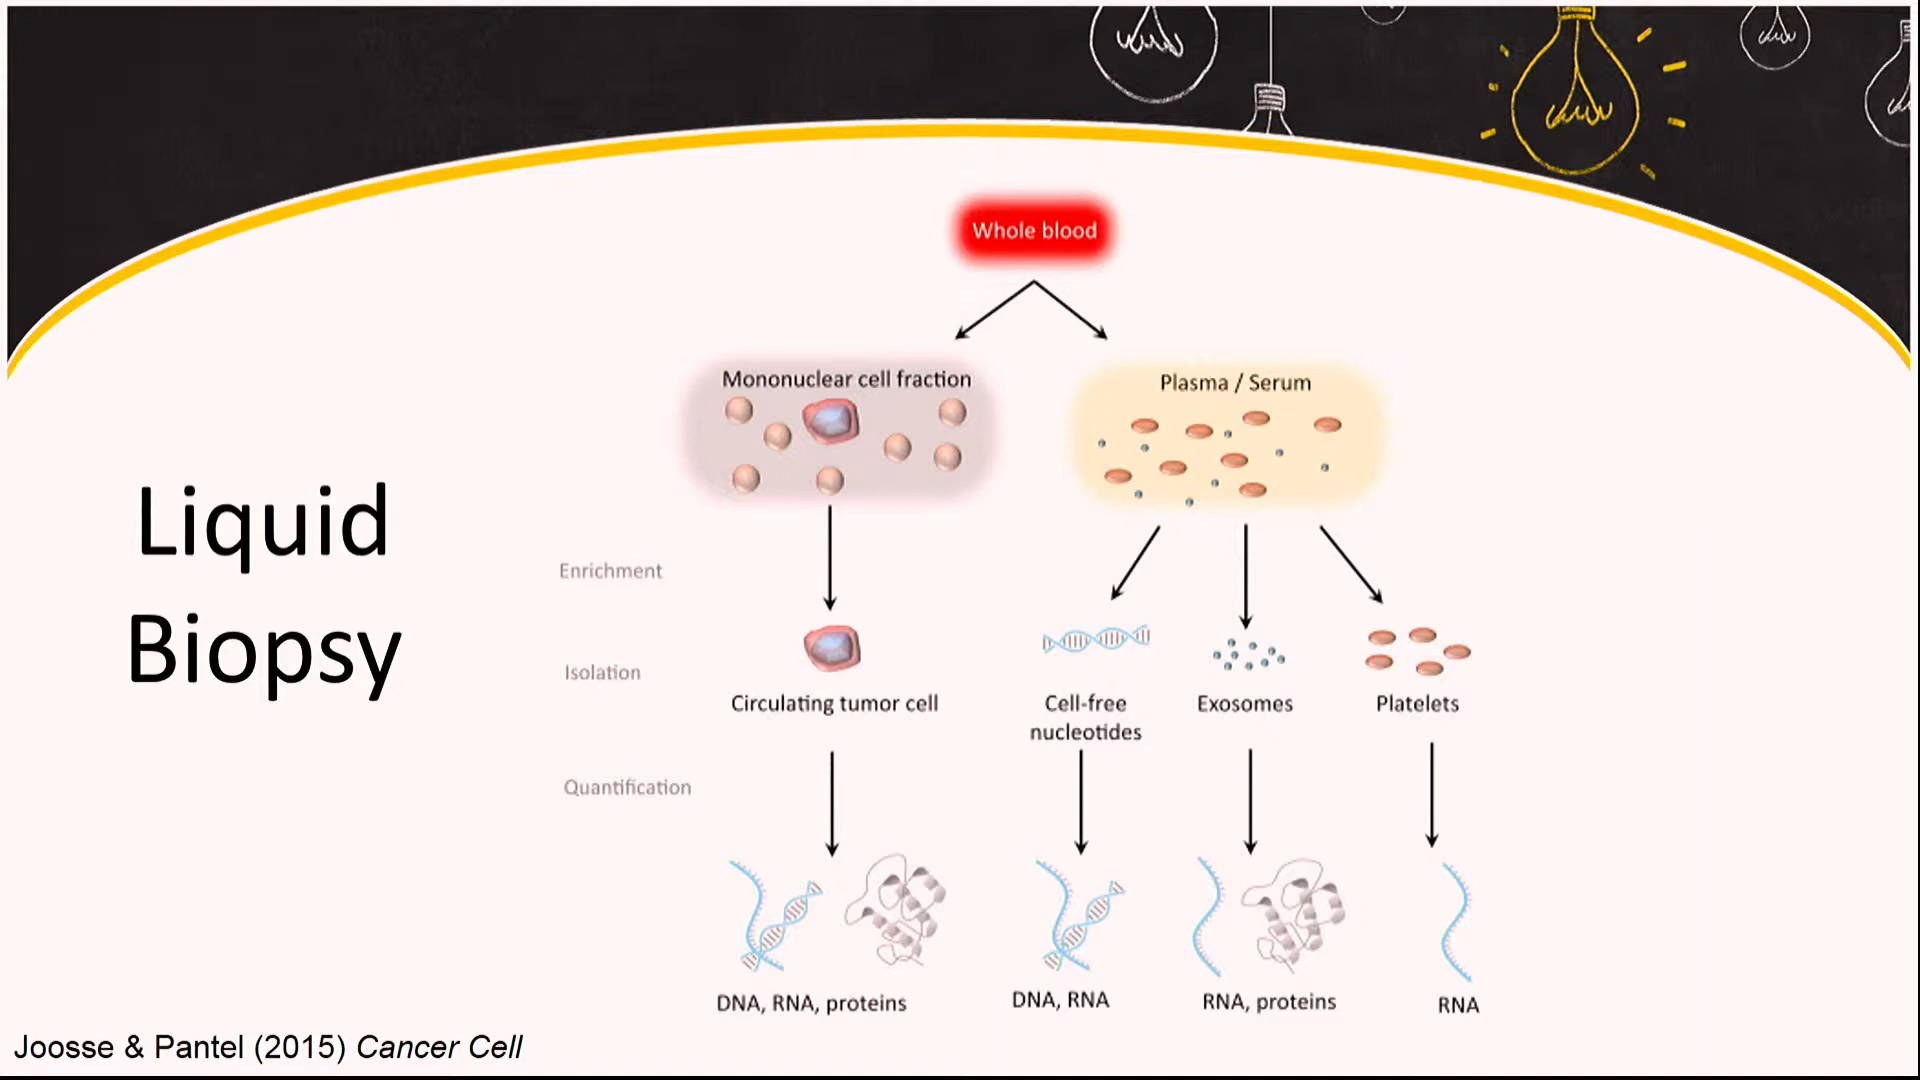 Whole blood
Mononuclear cell fraction
Plasma / Serum
Liquid
Biopsy
Enrichment
Isolation
Circulating tumor cell
Cell-free
nucleotides
Exosomes
Platelets
Quantification
DNA, RNA, proteins
DNA, RNA
RNA, proteins
RNA
Joosse & Pantel (2015) Cancer Cell